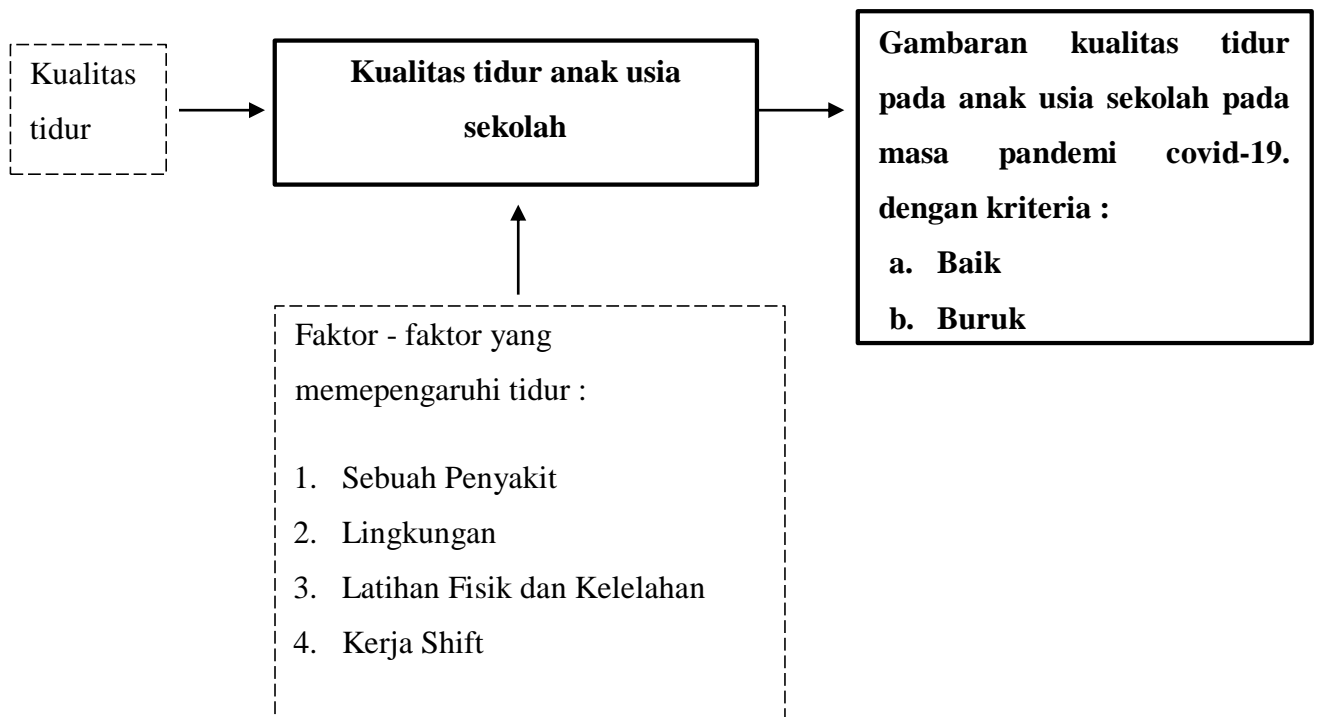 Kualitas
tidur
Kualitas tidur anak usia
sekolah
Gambaran kualitas tidur
pada anak usia sekolah pada
masa pandemi covid-19.
dengan kriteria :
a. Baik
b. Buruk
Faktor - faktor yang
memepengaruhi tidur :
1. Sebuah Penyakit
2. Lingkungan
3. Latihan Fisik dan Kelelahan
4. Kerja Shift